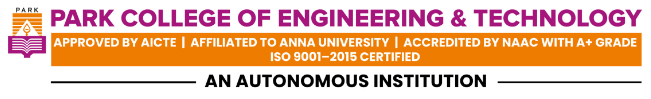 PARK
PARK COLLEGE OF ENGINEERING & TECHNOLOGY
APPROVED BY AICTE | AFFILIATED TO ANNA UNIVERSITY | ACCREDITED BY NAAC WITH A+ GRADE
ISO 9001–2015 CERTIFIED
AN AUTONOMOUS INSTITUTION